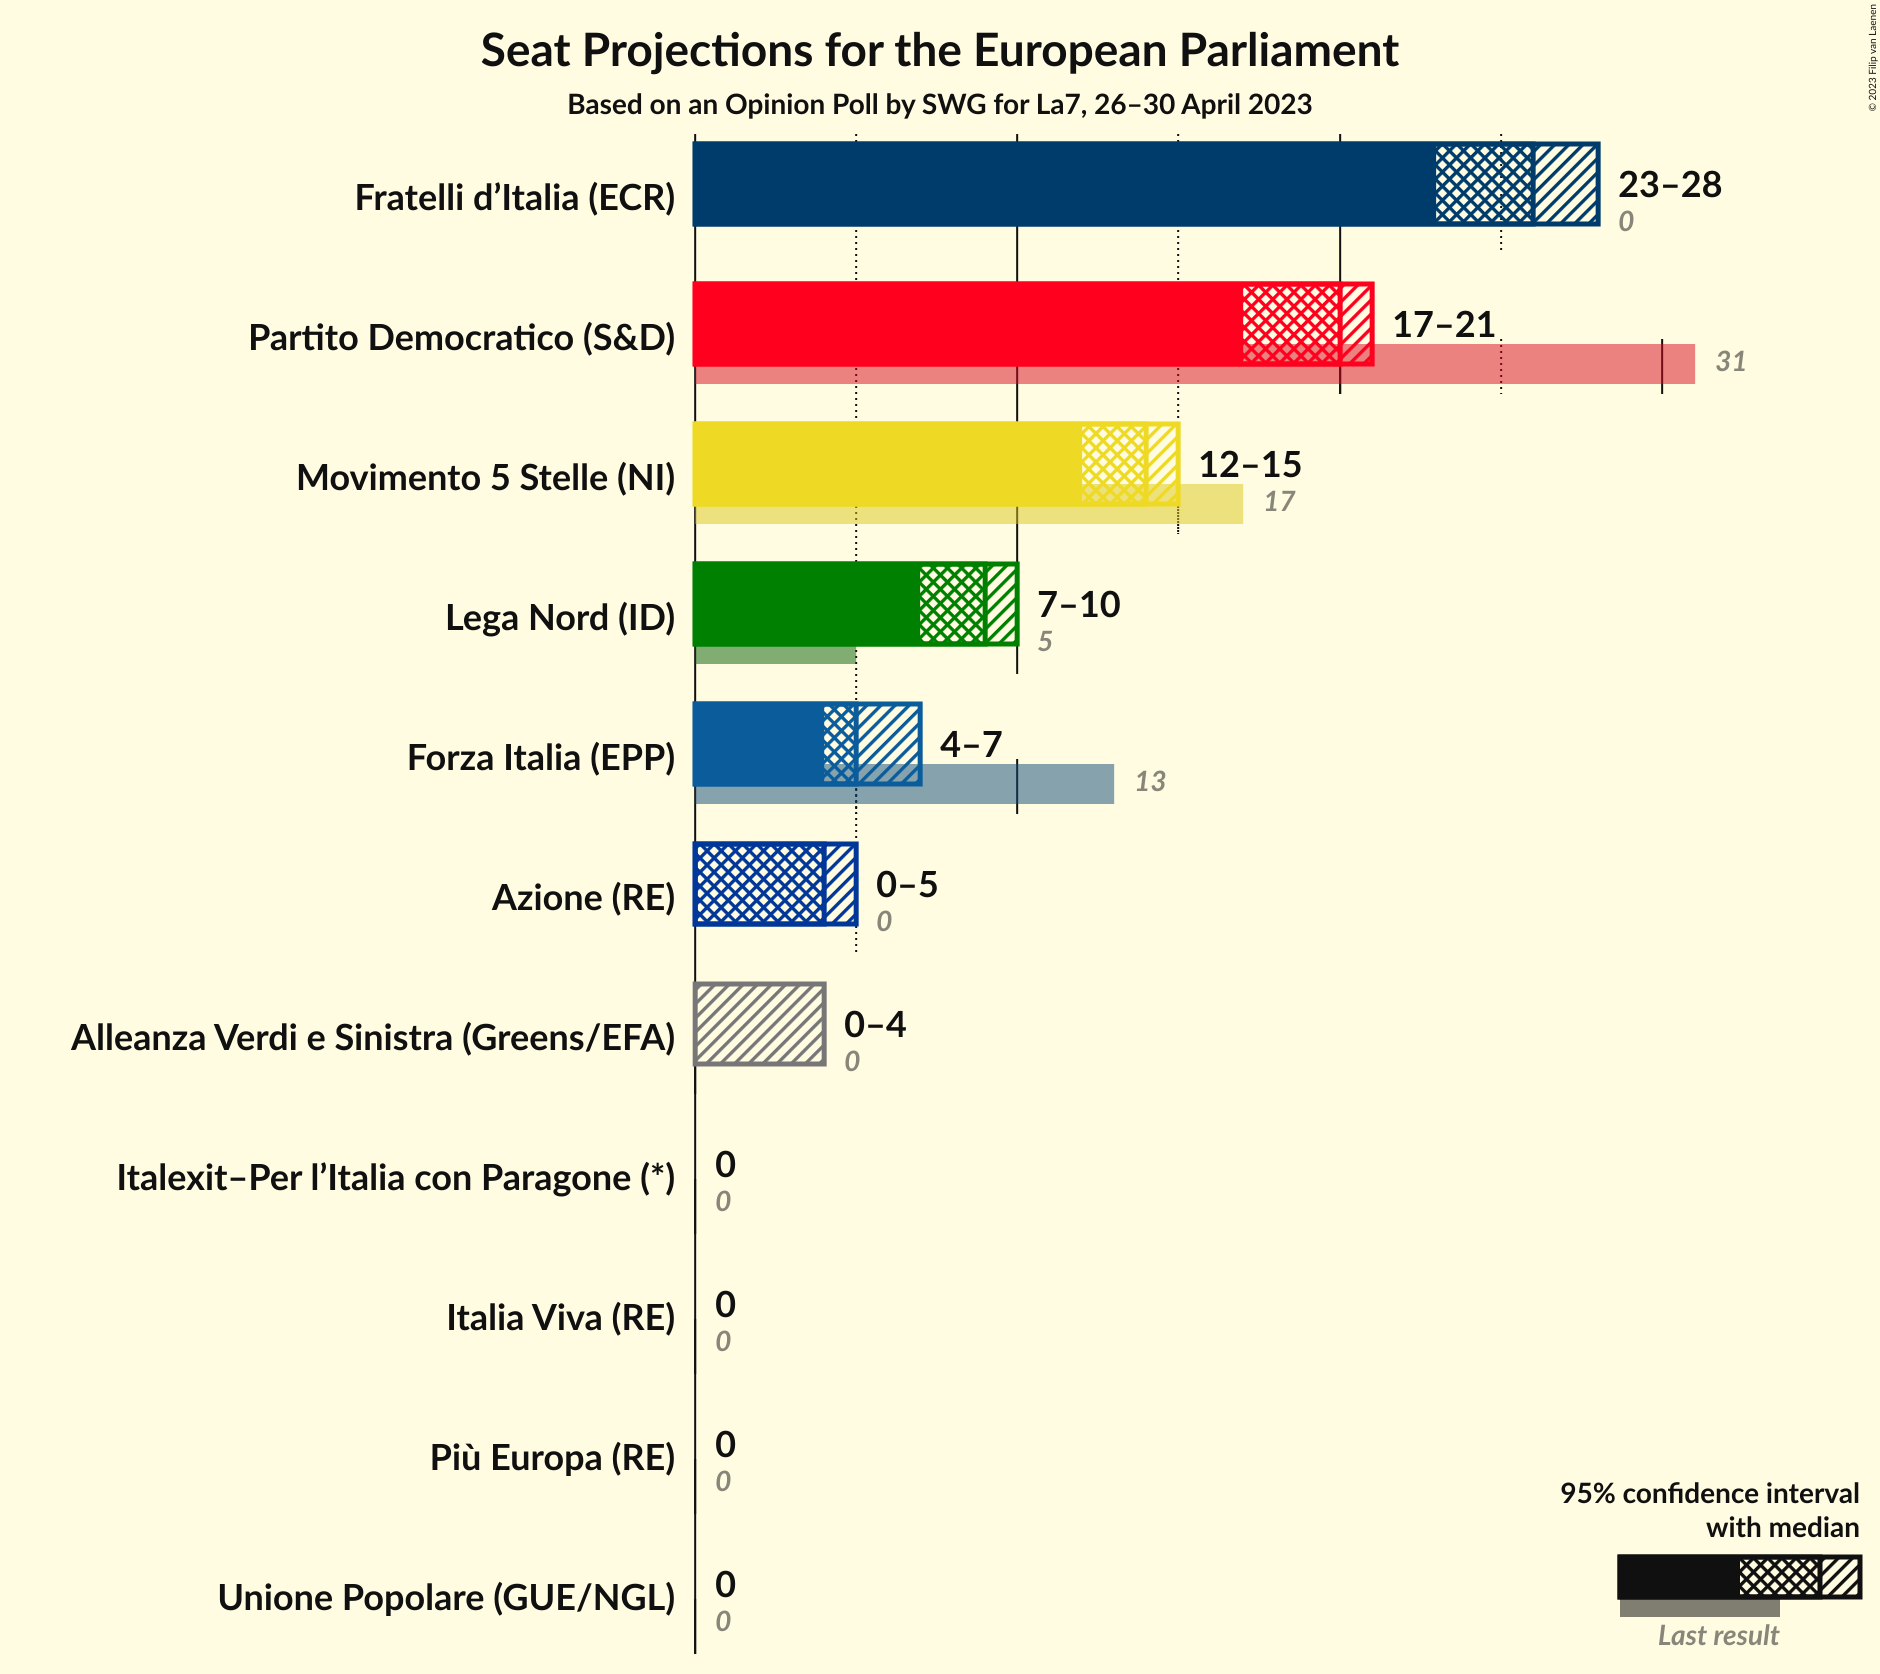 Seat Projections for the European Parliament
Based on an Opinion Poll by SWG for La7, 26–30 April 2023
© 2023 Filip van Laenen
Fratelli d’Italia (ECR)
23–28
0
Partito Democratico (S&D)
17–21
31
Movimento 5 Stelle (NI)
12–15
17
Lega Nord (ID)
7–10
5
Forza Italia (EPP)
4–7
13
Azione (RE)
0–5
0
Alleanza Verdi e Sinistra (Greens/EFA)
0–4
0
Italexit–Per l’Italia con Paragone (*)
0
0
Italia Viva (RE)
0
0
Più Europa (RE)
0
0
Unione Popolare (GUE/NGL)
0
0
95% confidence interval
with median
Last result